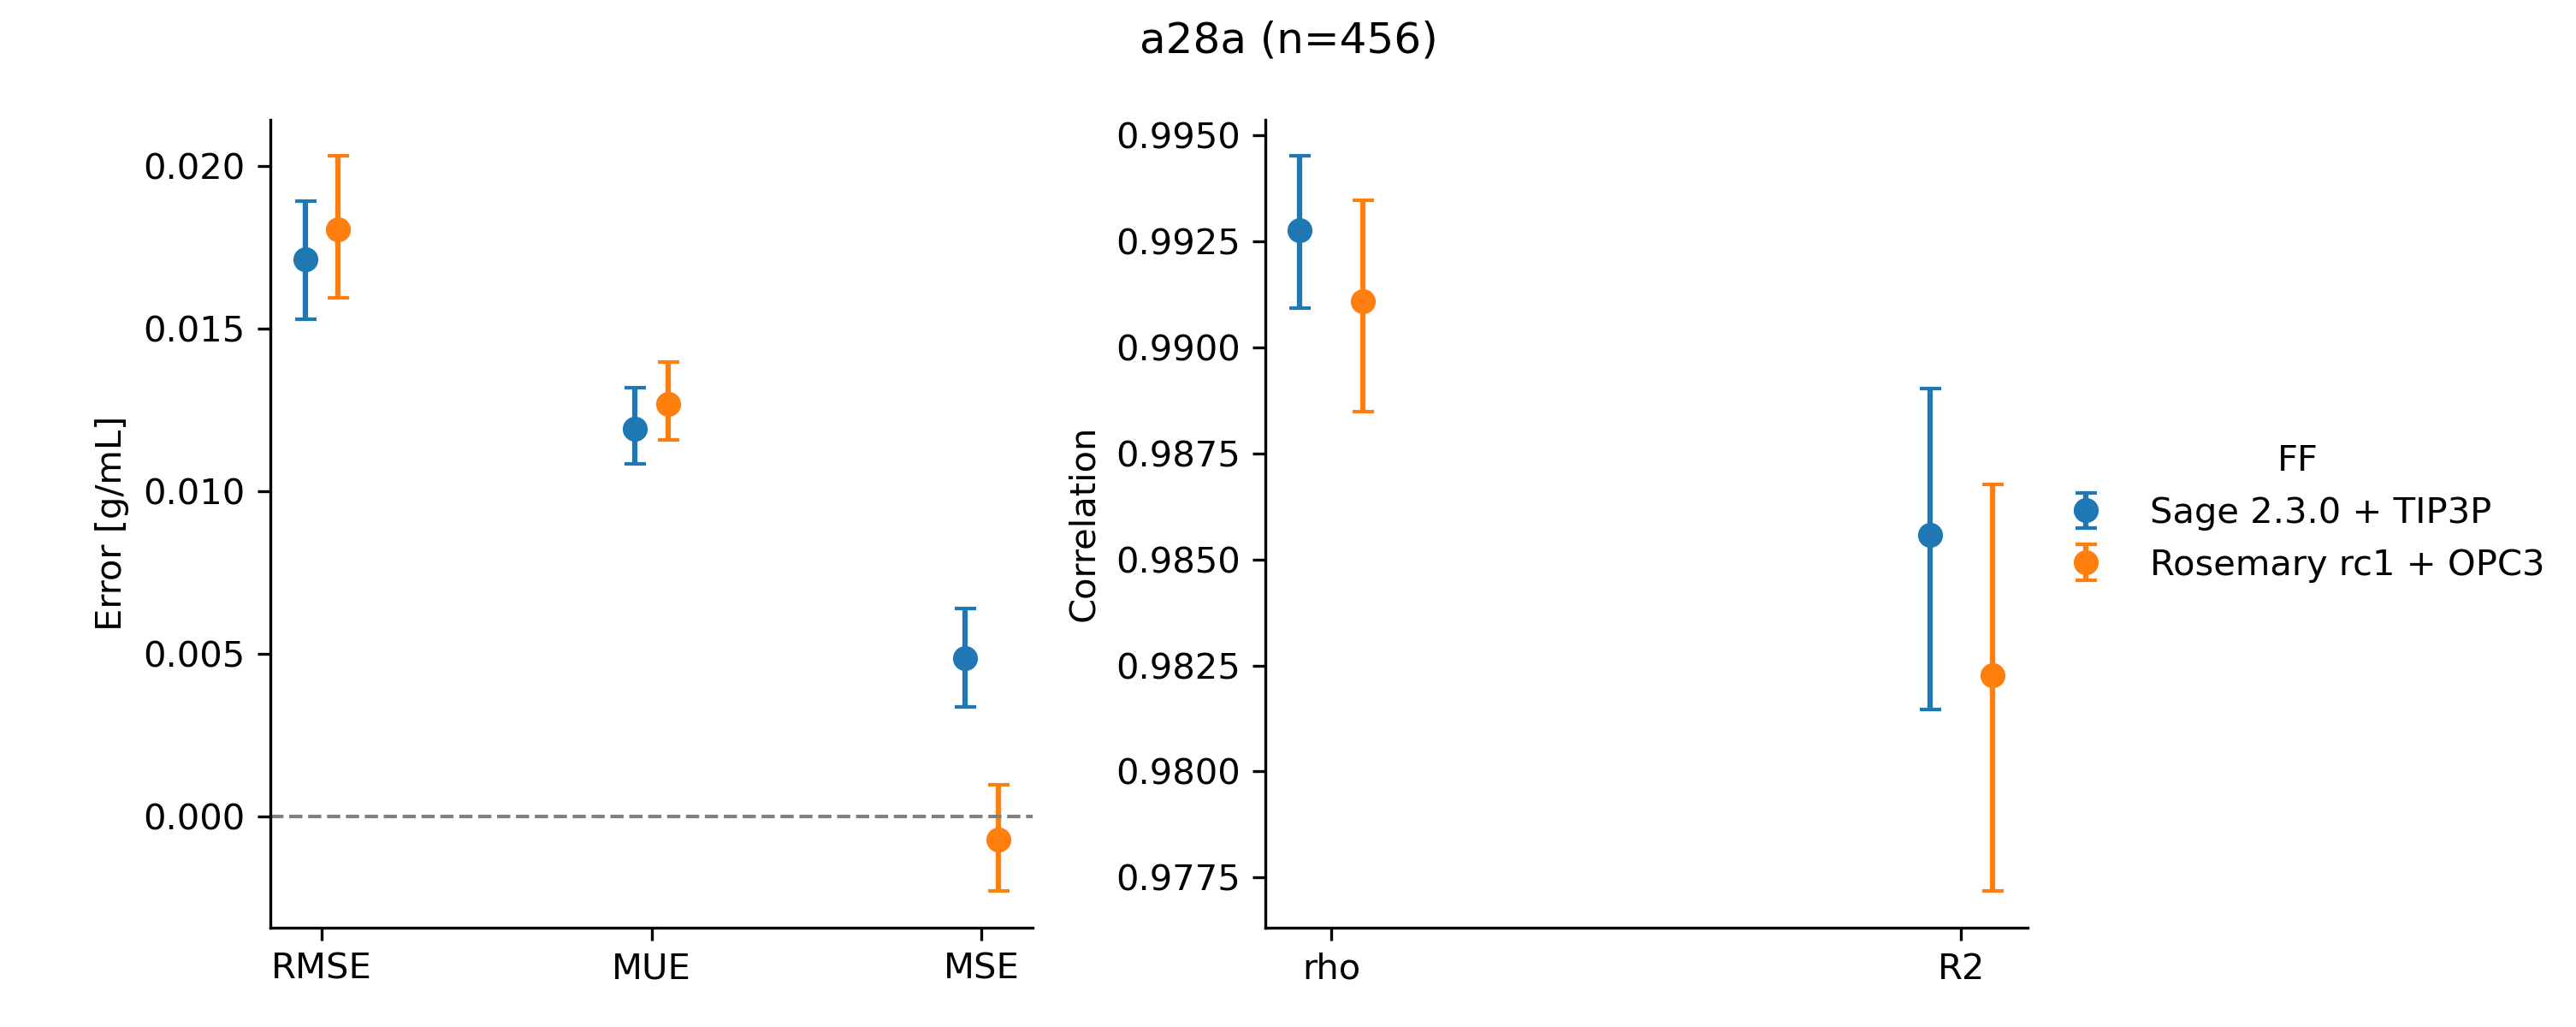 a28a (n=456)
Error [g/mL]
0.020
0.015
0.010
0.005
0.000
RMSE
MUE
MSE
Correlation
0.9950
0.9925
0.9900
0.9875
0.9850
0.9825
0.9800
0.9775
rho
R2
FF
Sage 2.3.0 + TIP3P
Rosemary rc1 + OPC3